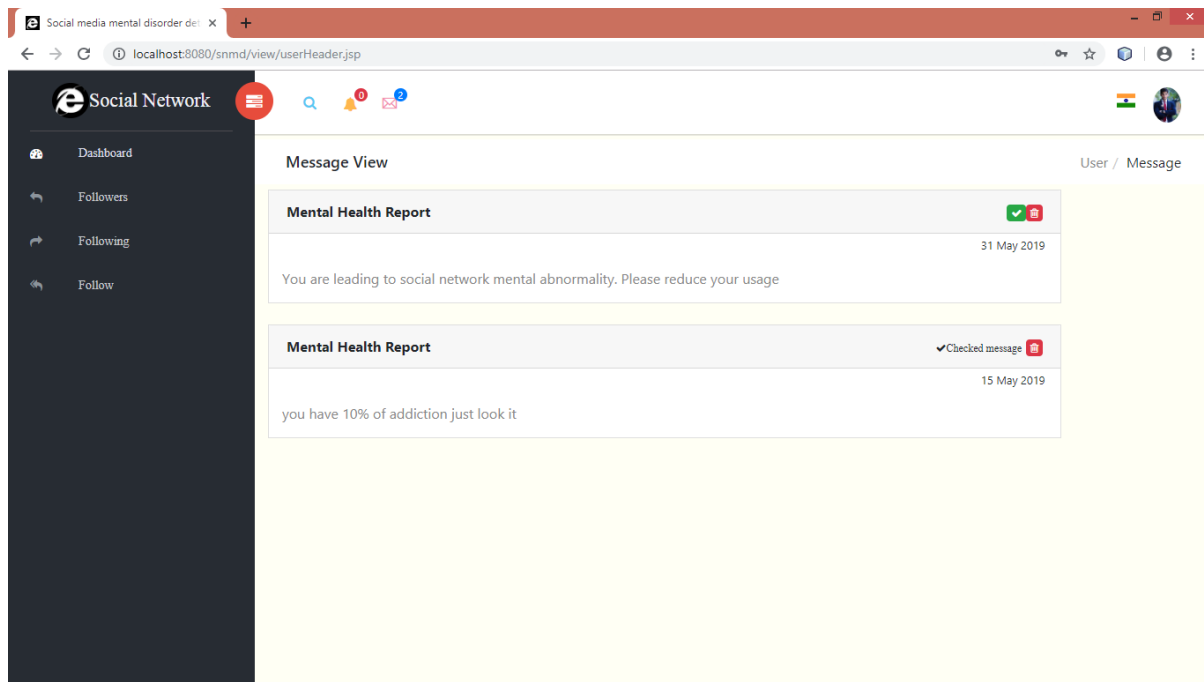 Social media mental disorder det
localhost:8080/snmd/view/userHeader.jsp
Social Network
0
2
Dashboard
Followers
Following
Follow
Message View
User / Message
Mental Health Report
31 May 2019
You are leading to social network mental abnormality. Please reduce your usage
Mental Health Report
Checked message
15 May 2019
you have 10% of addiction just look it